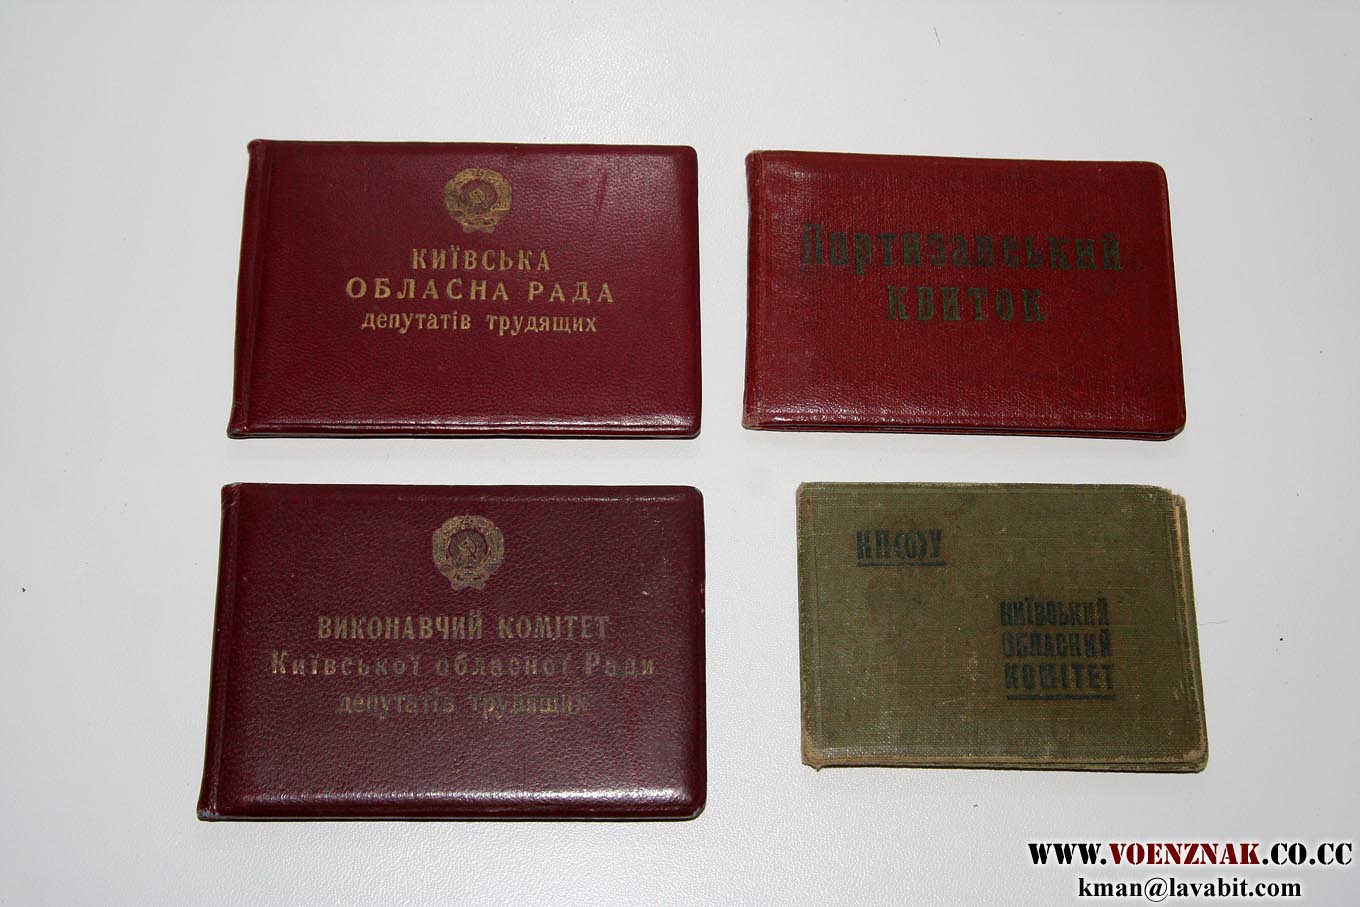 КИЇВСЬКА
ОБЛАСНА РАДА
депутатів трудящих
Партизанський
квиток
ВИКОНАВЧИЙ КОМІТЕТ
Київської обласної Ради
депутатів трудящих
КП(б)У
КИЇВСЬКИЙ
ОБЛАСНИЙ
КОМІТЕТ
WWW.VOENZNAK.CO.CC
kman@lavabit.com